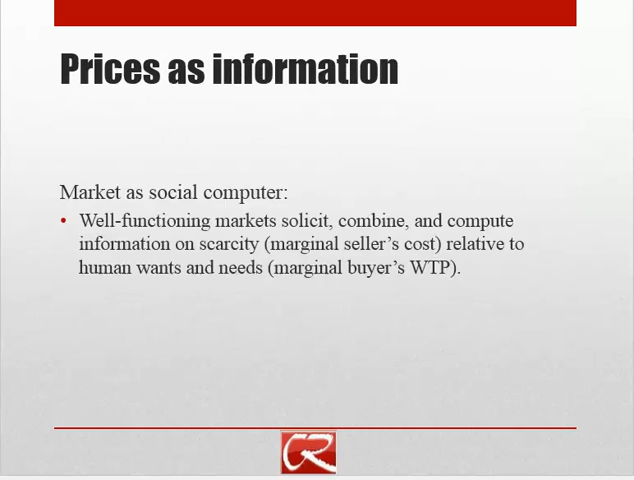 Prices as information
Market as social computer:
• Well-functioning markets solicit, combine, and compute
information on scarcity (marginal seller's cost) relative to
human wants and needs (marginal buyer's WTP).
CR